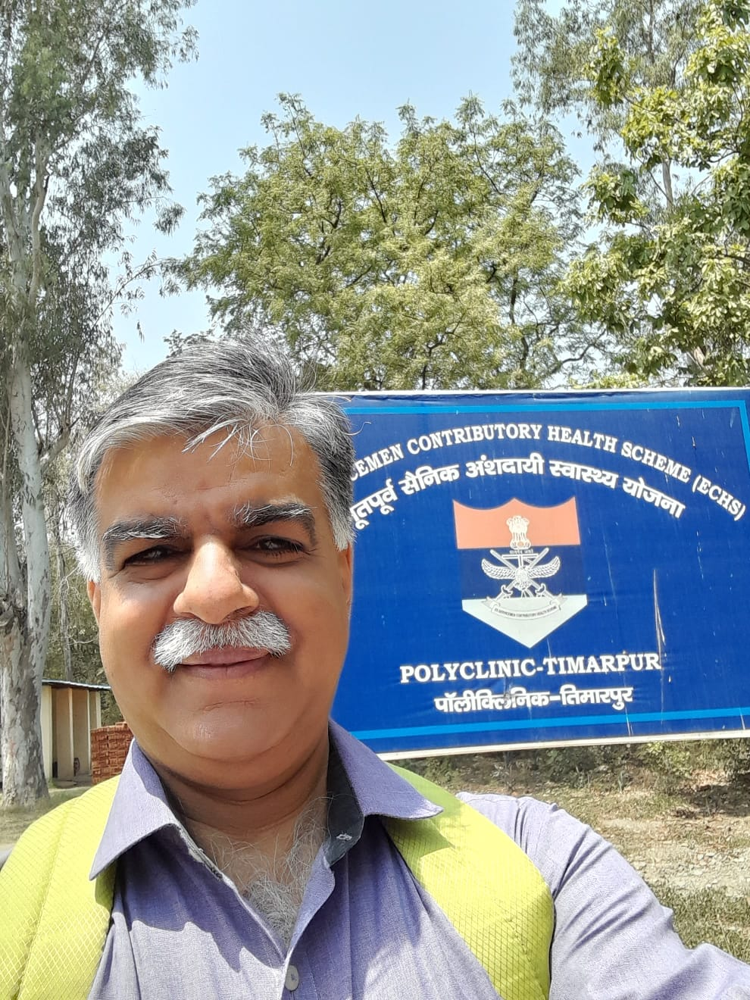 CEMEN CONTRIBUTORY HEALTH SCHEME (ECHS)
भूतपूर्व सैनिक अंशदायी स्वास्थ्य योजना
POLYCLINIC-TIMARPUR
पॉलीक्लिनिक-तिमारपुर